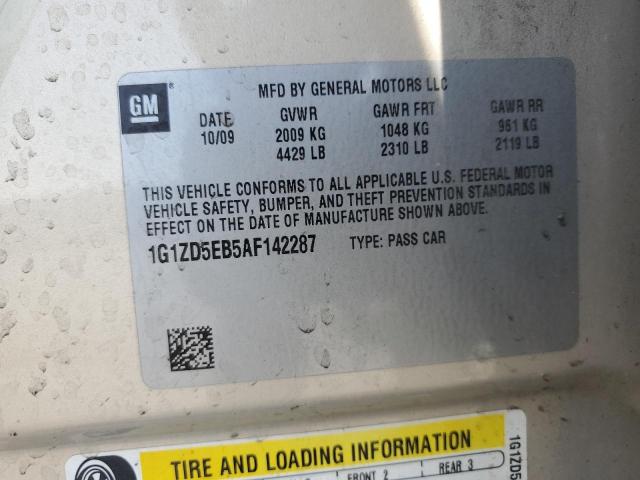 GM
®
MFD BY GENERAL MOTORS LLC
DATE GVWR GAWR FRT GAWR RR
10/09 2009 KG 1048 KG 961 KG
4429 LB 2310 LB 2119 LB
THIS VEHICLE CONFORMS TO ALL APPLICABLE U.S. FEDERAL MOTOR
VEHICLE SAFETY, BUMPER, AND THEFT PREVENTION STANDARDS IN
EFFECT ON THE DATE OF MANUFACTURE SHOWN ABOVE.
1G1ZD5EB5AF142287 TYPE: PASS CAR
TIRE AND LOADING INFORMATION
FRONT 2 REAR 3
1G1ZD5